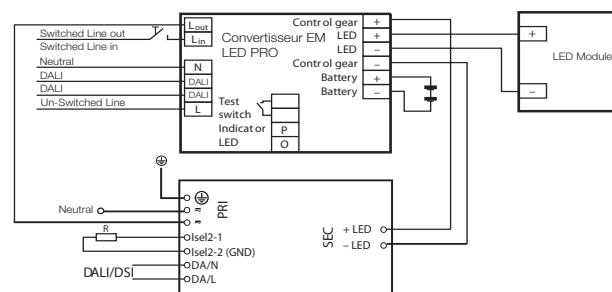 Switched Line out
Switched Line in
Neutral
DALI
DALI
Un-Switched Line
Lout
Lin
N
DALI
DALI
L
Convertisseur EM
LED PRO
Test
switch
Indicator
LED
P
O
Control gear +
LED +
LED –
Control gear –
Battery +
Battery –
+
–
LED Module
Neutral
R
PRI
Isel2-1
Isel2-2 (GND)
DALI/DSI
DA/N
DA/L
SEC
+ LED
– LED